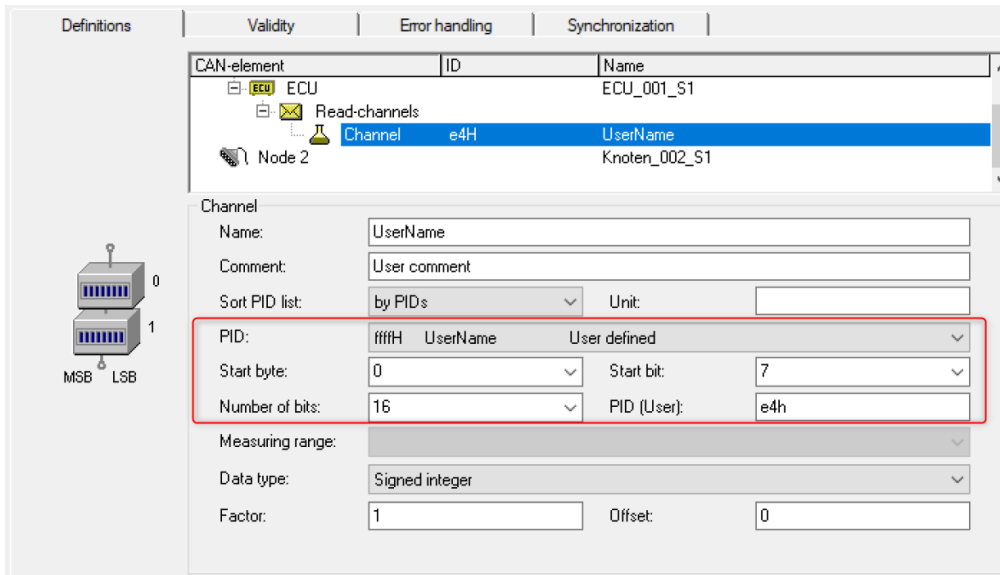 Definitions Validity Error handling Synchronization
CAN-element ID Name
ECU ECU ECU_001_S1
Read-channels
Channel e4H UserName
Node 2 Knoten_002_S1
Channel
Name: UserName
Comment: User comment
0
Sort PID list: by PIDs Unit:
1
PID: ffffH UserName User defined
MSB LSB
Start byte: 0 Start bit: 7
Number of bits: 16 PID (User): e4h
Measuring range:
Data type: Signed integer
Factor: 1 Offset: 0